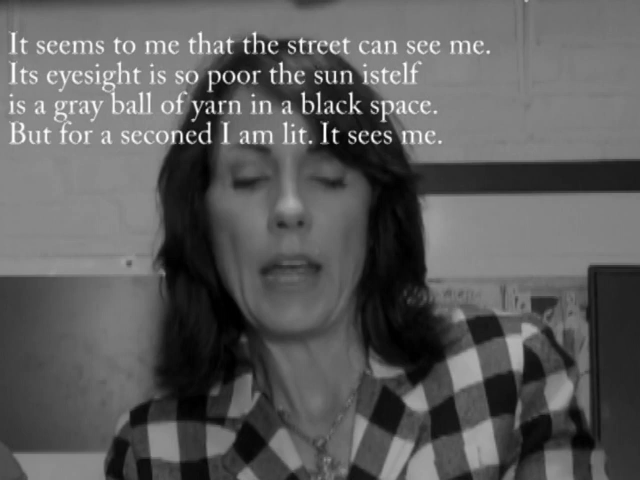 It seems to me that the street can see me.
Its eyesight is so poor the sun istelf
is a gray ball of yarn in a black space.
But for a seconed I am lit. It sees me.